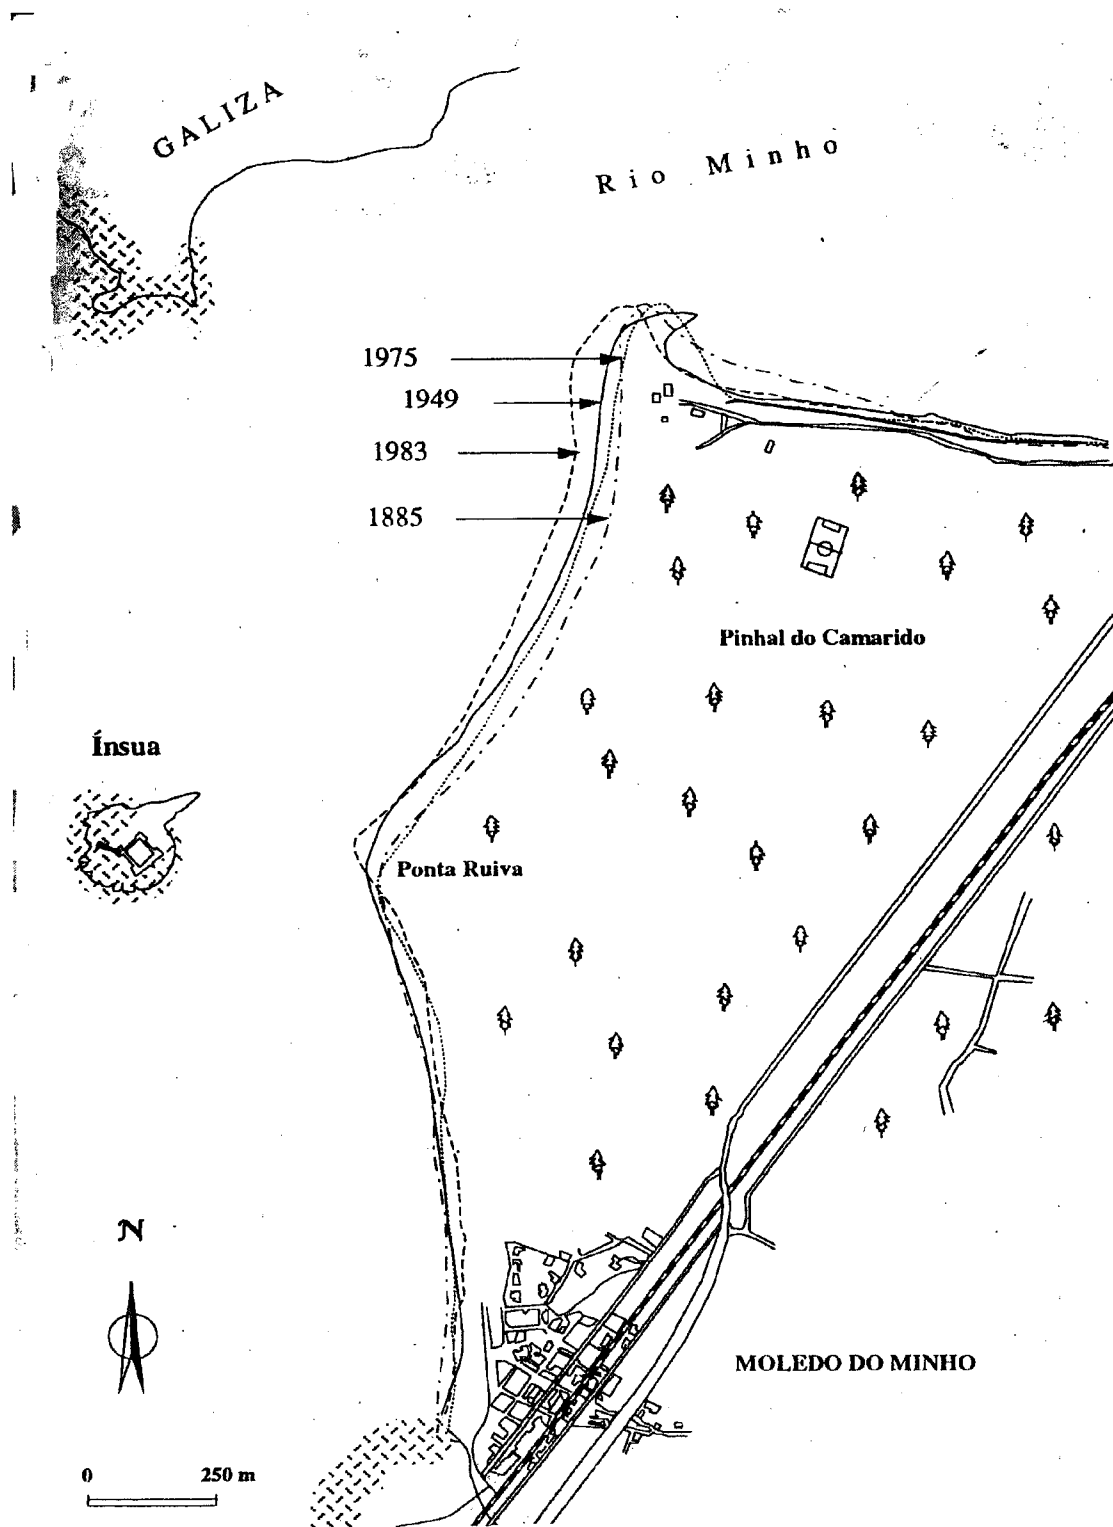 GALIZA
Rio Minho
1975
1949
1983
1885
Pinhal do Camarido
Ínsua
Ponta Ruiva
N
MOLEDO DO MINHO
0 250 m